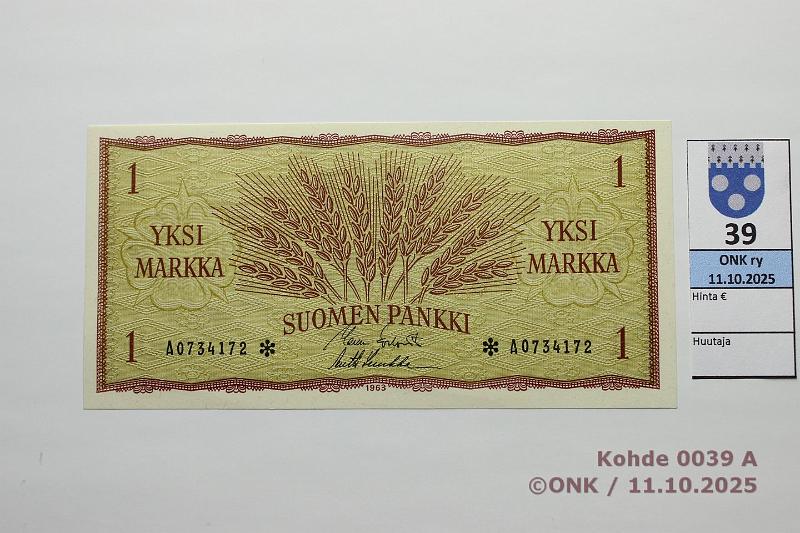 1
1
YKSI
MARKKA
YKSI
MARKKA
SUOMEN PANKKI
1
A0734172 *
* A0734172
1
1963
39
ONK ry
11.10.2025
Hinta €
Huutaja
Kohde 0039 A
©ONK / 11.10.2025